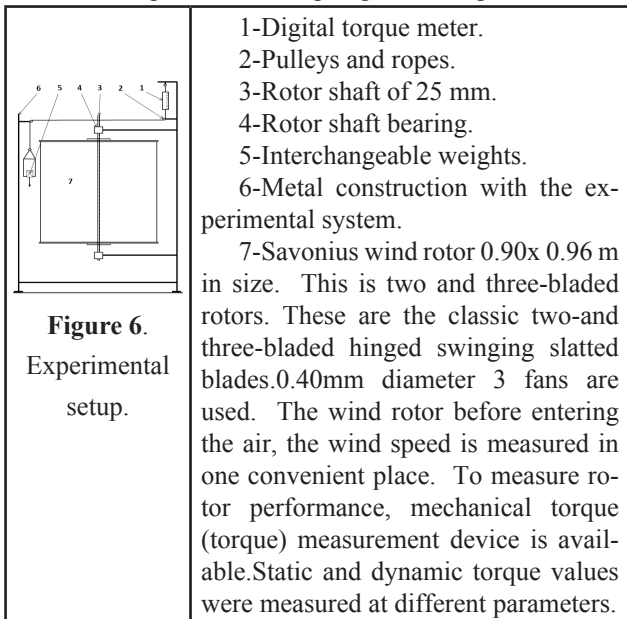 6 5 4 3 2 1
7
5
Figure 6.
Experimental
setup.
1-Digital torque meter.
2-Pulleys and ropes.
3-Rotor shaft of 25 mm.
4-Rotor shaft bearing.
5-Interchangeable weights.
6-Metal construction with the ex-
perimental system.
7-Savonius wind rotor 0.90x 0.96 m
in size. This is two and three-bladed
rotors. These are the classic two-and
three-bladed hinged swinging slatted
blades.0.40mm diameter 3 fans are
used. The wind rotor before entering
the air, the wind speed is measured in
one convenient place. To measure ro-
tor performance, mechanical torque
(torque) measurement device is avail-
able.Static and dynamic torque values
were measured at different parameters.